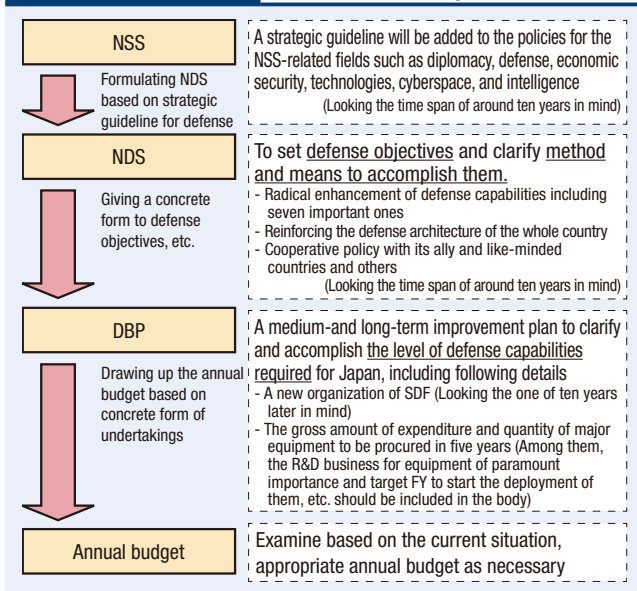 NSS
A strategic guideline will be added to the policies for the
NSS-related fields such as diplomacy, defense, economic
security, technologies, cyberspace, and intelligence
(Looking the time span of around ten years in mind)
Formulating NDS
based on strategic
guideline for defense
NDS
To set defense objectives and clarify method
and means to accomplish them.
- Radical enhancement of defense capabilities including
seven important ones
- Reinforcing the defense architecture of the whole country
- Cooperative policy with its ally and like-minded
countries and others
(Looking the time span of around ten years in mind)
Giving a concrete
form to defense
objectives, etc.
DBP
A medium-and long-term improvement plan to clarify
and accomplish the level of defense capabilities
required for Japan, including following details
- A new organization of SDF (Looking the one of ten years
later in mind)
- The gross amount of expenditure and quantity of major
equipment to be procured in five years (Among them,
the R&D business for equipment of paramount
importance and target FY to start the deployment of
them, etc. should be included in the body)
Drawing up the annual
budget based on
concrete form of
undertakings
Annual budget
Examine based on the current situation,
appropriate annual budget as necessary